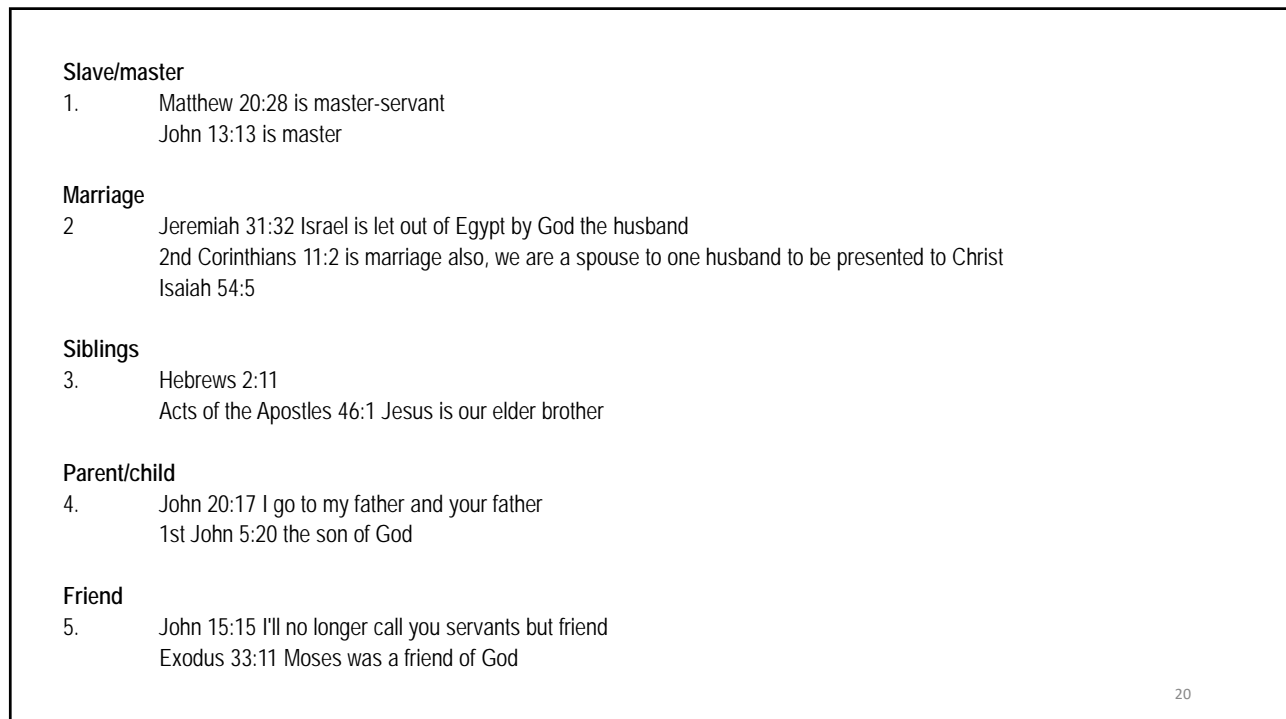 Slave/master
1. Matthew 20:28 is master-servant
John 13:13 is master
Marriage
2 Jeremiah 31:32 Israel is let out of Egypt by God the husband
2nd Corinthians 11:2 is marriage also, we are a spouse to one husband to be presented to Christ
Isaiah 54:5
Siblings
3. Hebrews 2:11
Acts of the Apostles 46:1 Jesus is our elder brother
Parent/child
4. John 20:17 I go to my father and your father
1st John 5:20 the son of God
Friend
5. John 15:15 I'll no longer call you servants but friend
Exodus 33:11 Moses was a friend of God
20